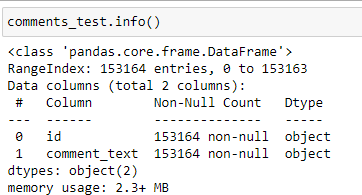 comments_test.info()
<class 'pandas.core.frame.DataFrame'>
RangeIndex: 153164 entries, 0 to 153163
Data columns (total 2 columns):
 #   Column        Non-Null Count   Dtype
---  ------        --------------   -----
 0   id            153164 non-null  object
 1   comment_text  153164 non-null  object
dtypes: object(2)
memory usage: 2.3+ MB